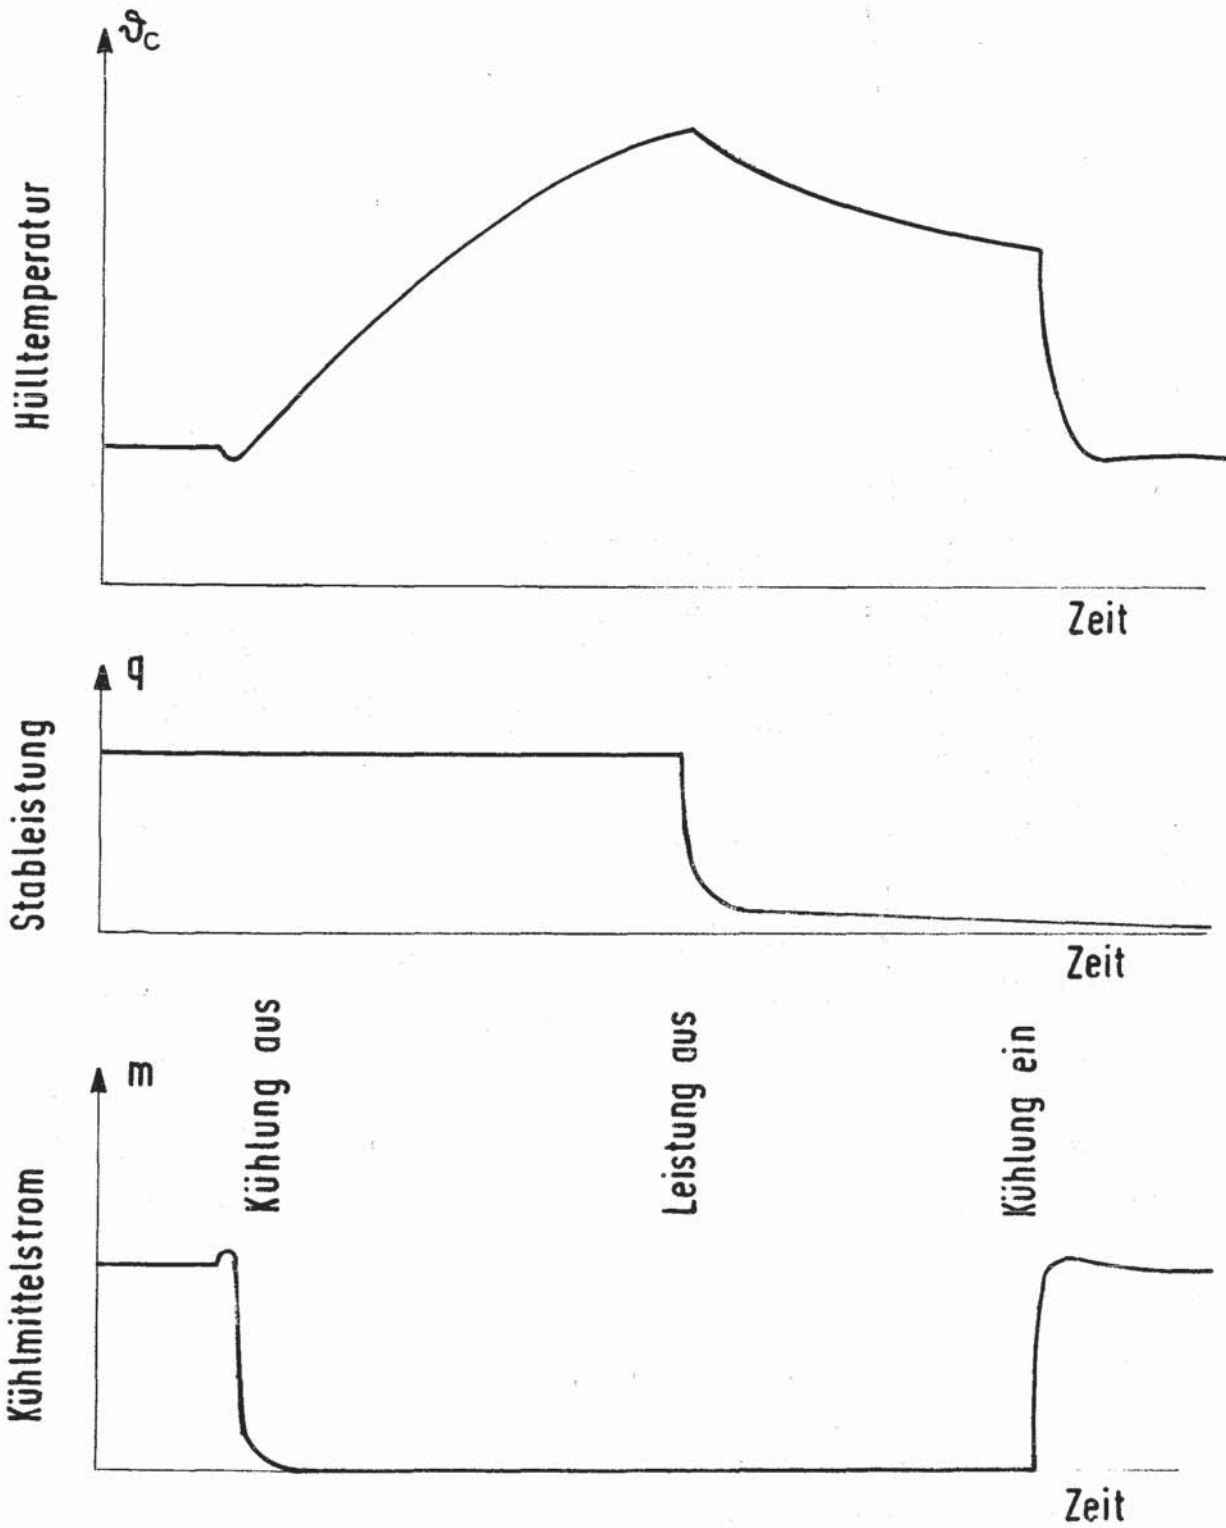 ϑC
Hülltemperatur
Zeit
q
Stableistung
Zeit
Kühlung aus
Leistung aus
Kühlung ein
m
Kühlmittelstrom
Zeit